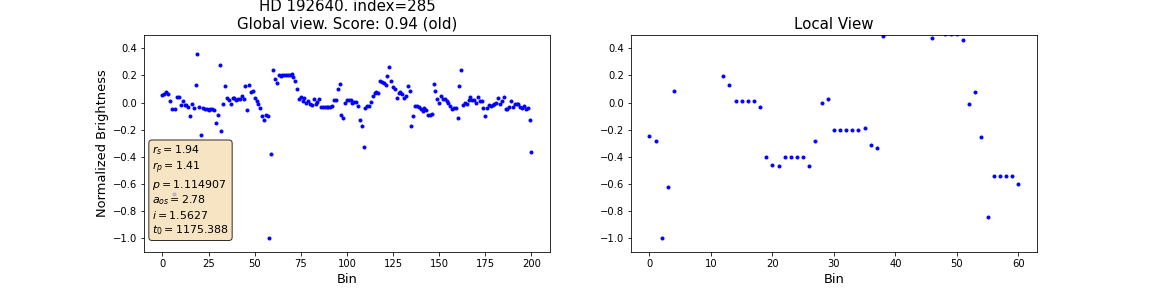 HD 192640. index=285
Global view. Score: 0.94 (old)
Local View
Normalized Brightness
0.4
0.2
0.0
−0.2
−0.4
−0.6
−0.8
−1.0
r_s = 1.94
r_p = 1.41
p = 1.114907
a_os = 2.78
i = 1.5627
t_0 = 1175.388
0 25 50 75 100 125 150 175 200
Bin
0.4
0.2
0.0
−0.2
−0.4
−0.6
−0.8
−1.0
0 10 20 30 40 50 60
Bin